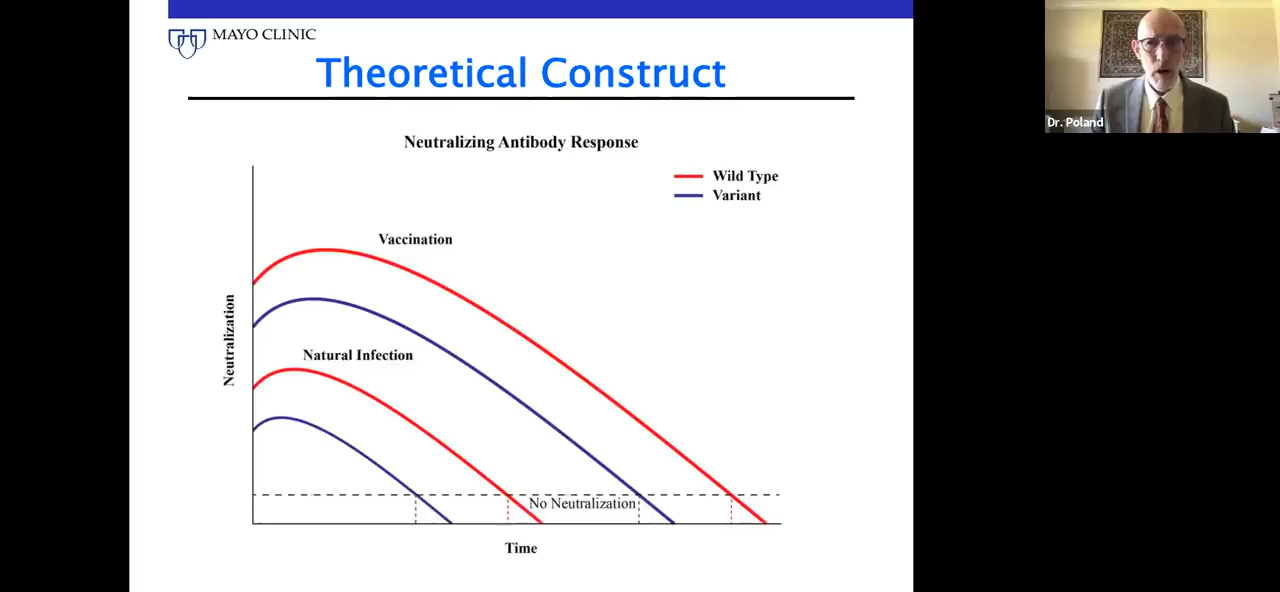 MAYO CLINIC
Theoretical Construct
Neutralizing Antibody Response
Wild Type
Variant
Vaccination
Natural Infection
Neutralization
No Neutralization
Time
Dr. Poland